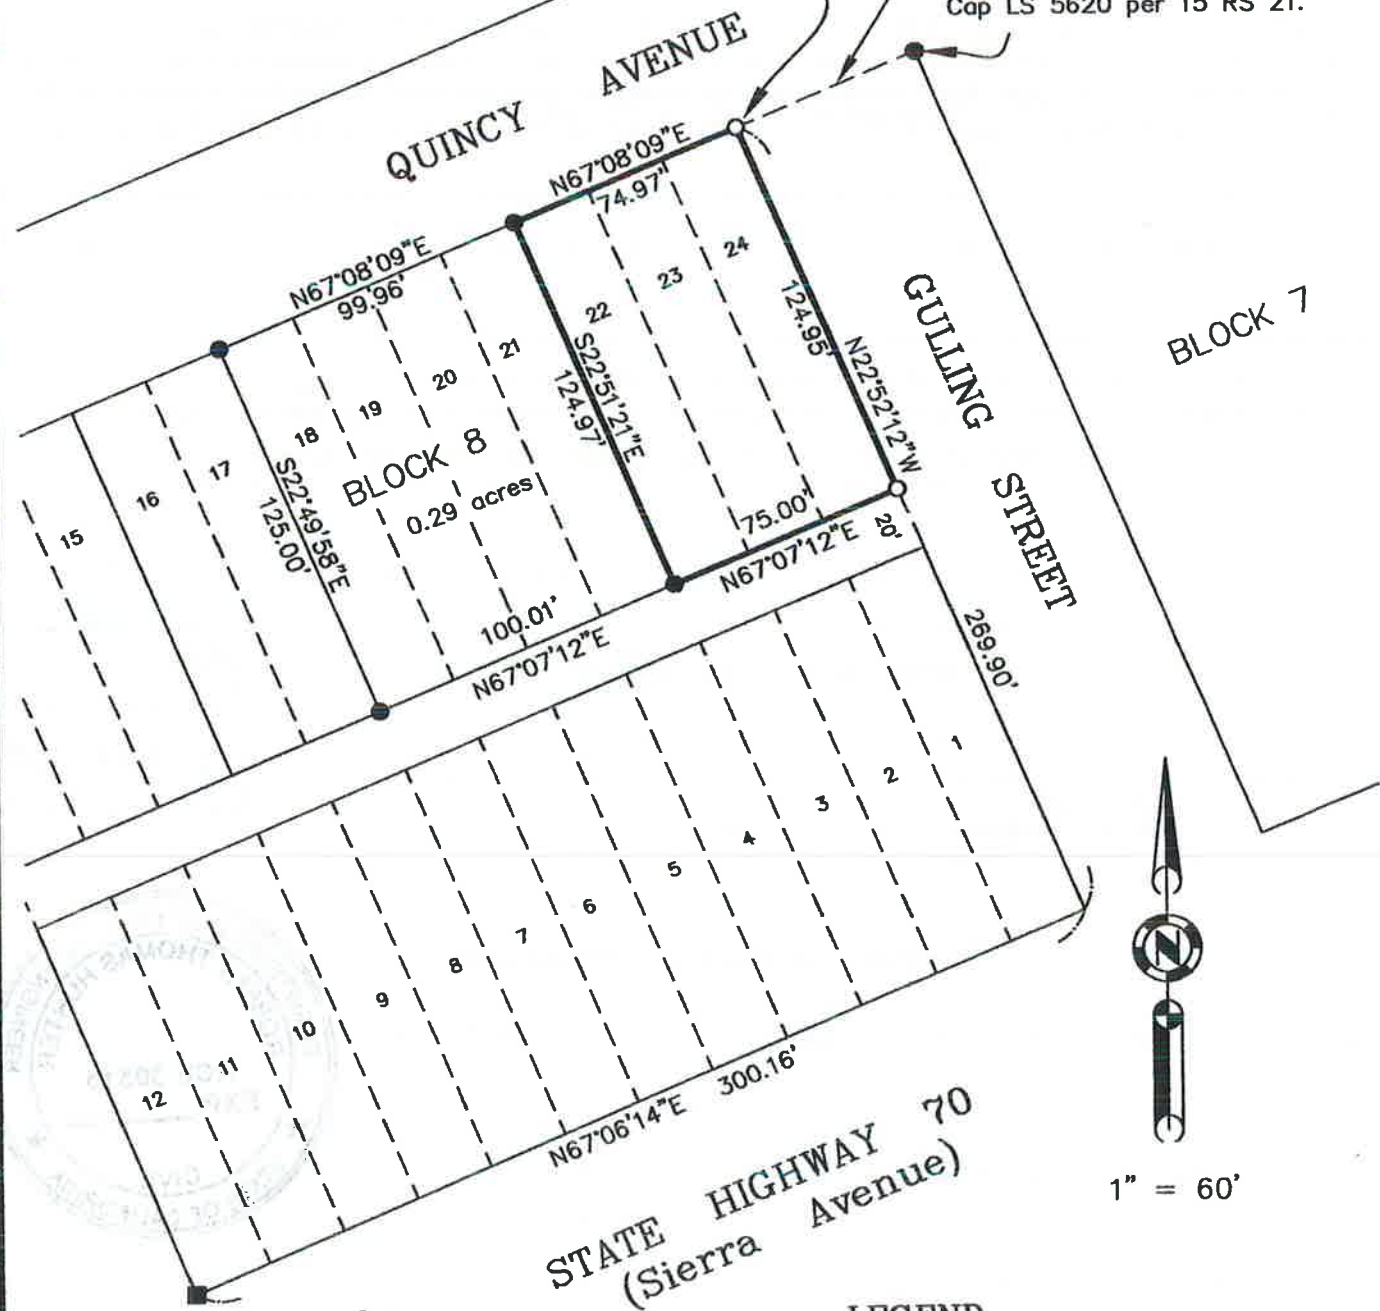 Cap LS 5620 per 15 RS 21.
QUINCY AVENUE
N67°08'09"E
74.97'
N67°08'09"E
99.96'
24
23
22
21
20
19
18
17
16
15
124.95'
N22°52'12"W
S22°51'21"E
124.97'
S22°49'58"E
125.00'
BLOCK 8
0.29 acres
GULLING STREET
BLOCK 7
75.00'
N67°07'12"E
20'
100.01'
N67°07'12"E
269.90'
1
2
3
4
5
6
7
8
9
10
11
12
N67°06'14"E 300.16'
STATE HIGHWAY 70
(Sierra Avenue)
N
1" = 60'
LEGEND